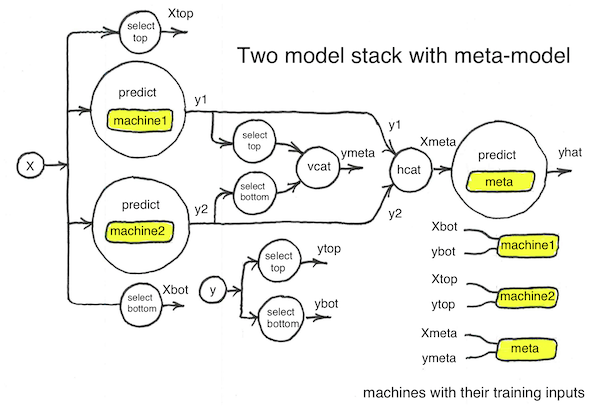 Xtop
select
top
Two model stack with meta-model
predict
machine1
y1
y1
select
top
Xmeta
predict
meta
yhat
X
vcat
ymeta
hcat
predict
machine2
select
bottom
y2
y2
Xbot
ybot
machine1
select
bottom
Xbot
y
select
top
ytop
select
bottom
ybot
Xtop
ytop
machine2
Xmeta
ymeta
meta
machines with their training inputs